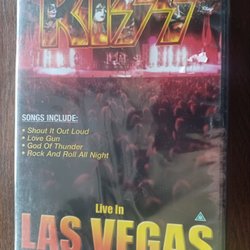 KISS
SONGS INCLUDE:
• Shout It Out Loud
• Love Gun
• God Of Thunder
• Rock And Roll All Night
Live In
LAS VEGAS